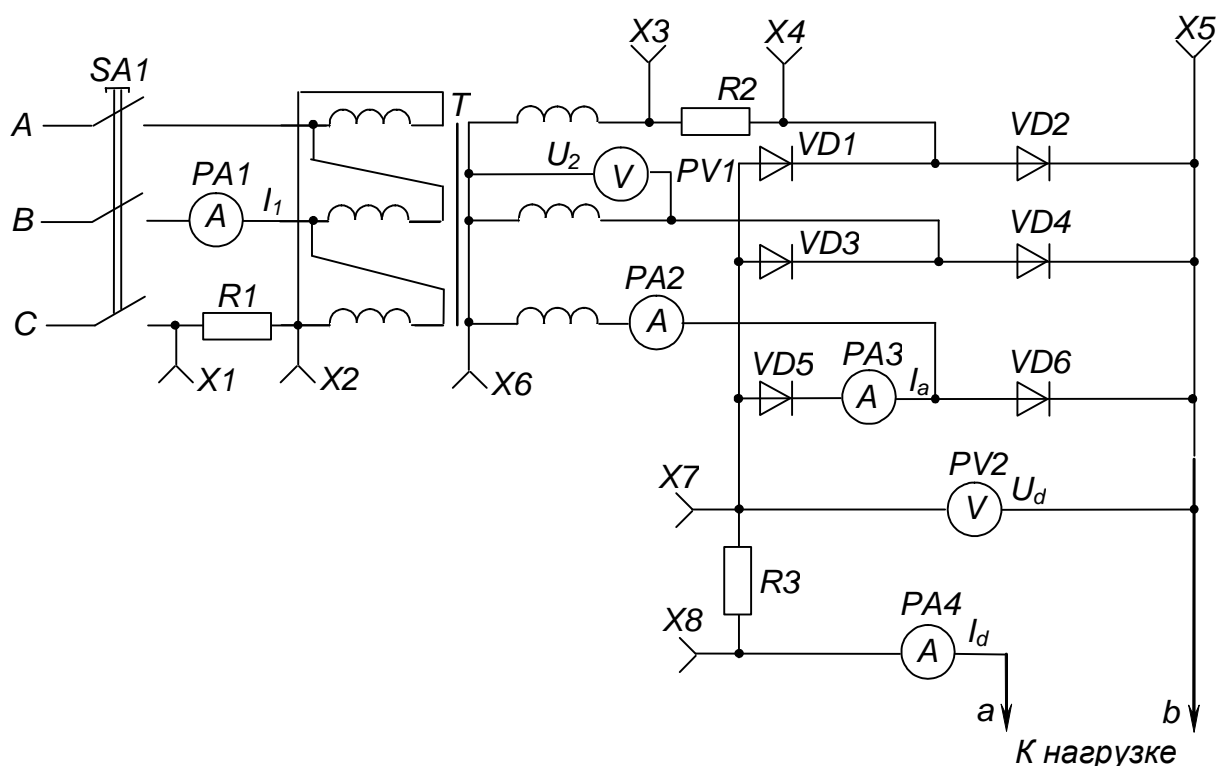 X3
X4
X5
SA1
T
R2
VD2
A
VD1
U2
V
PV1
PA1
I1
B
A
VD3
VD4
PA2
R1
C
A
X1
X2
X6
VD5
PA3
Ia
VD6
A
X7
PV2
Ud
V
R3
X8
PA4
Id
A
a
b
К нагрузке